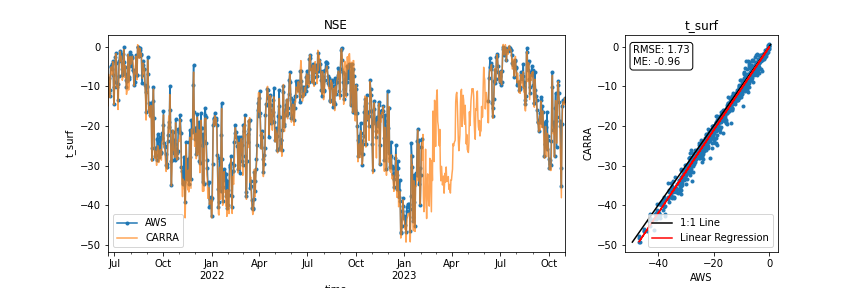 NSE
t_surf
0
−10
−20
−30
−40
−50
AWS
CARRA
Jul
Oct
Jan
2022
Apr
Jul
Oct
Jan
2023
Apr
Jul
Oct
time
t_surf
CARRA
0
−10
−20
−30
−40
−50
RMSE: 1.73
ME: -0.96
1:1 Line
Linear Regression
−40
−20
0
AWS